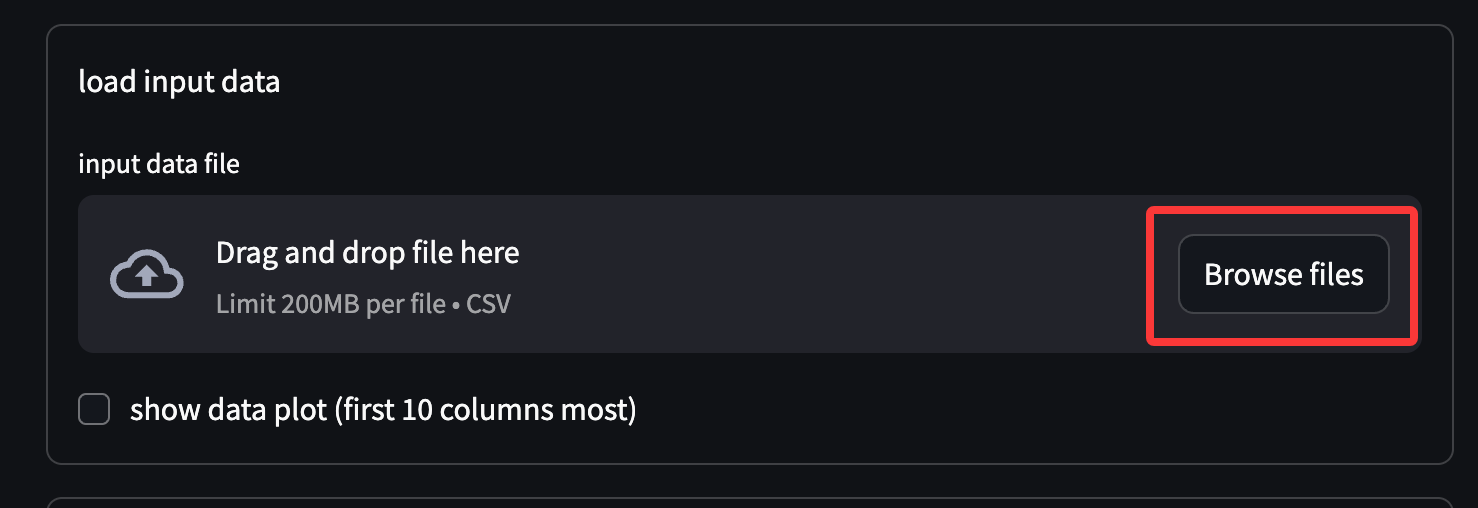 load input data
input data file
Drag and drop file here
Limit 200MB per file • CSV
Browse files
show data plot (first 10 columns most)